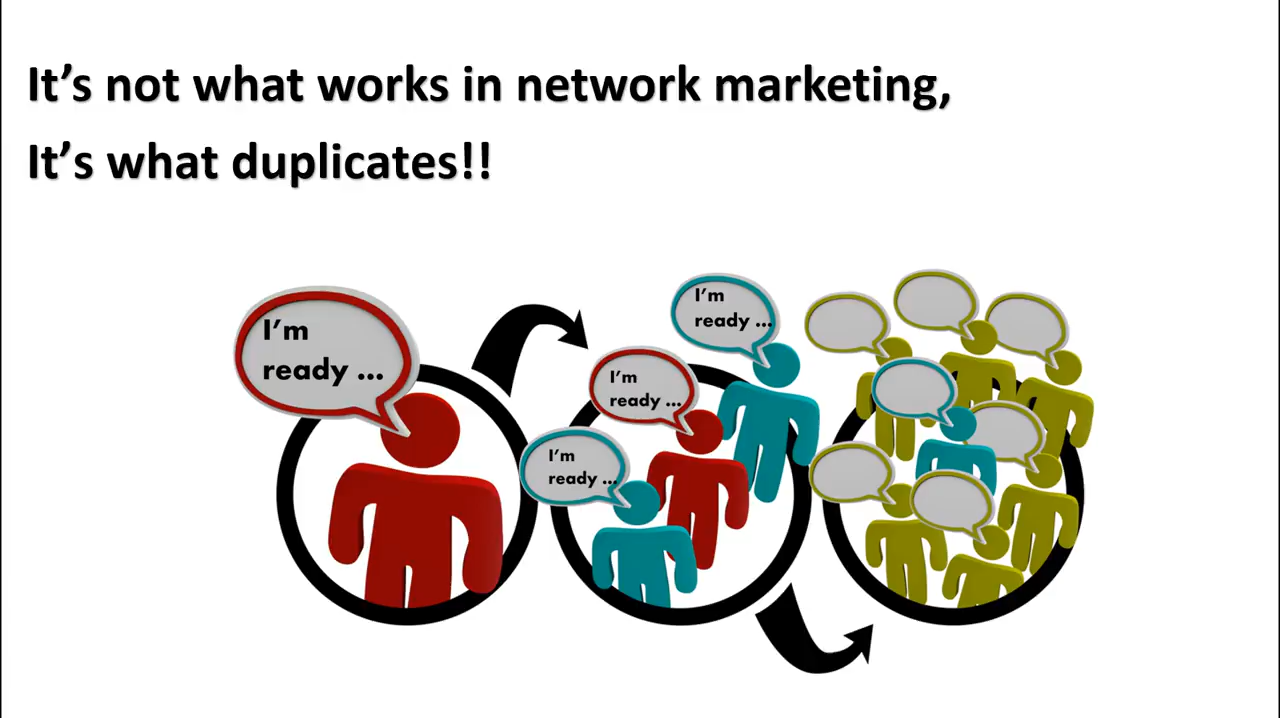 It's not what works in network marketing,
It's what duplicates!!
I'm
ready ...
I'm
ready ...
I'm
ready ...
I'm
ready ...